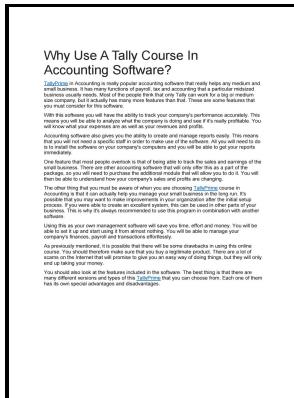 Why Use A Tally Course In
Accounting Software?
TallyPrime in Accounting is really popular accounting software that really helps any medium and
small business. It has many functions of payroll, tax and accounting that a particular midsized
business usually needs. Most of the people think that only Tally can work for a big or medium
size company, but it actually has many more features than that. These are some features that
you must consider for this software.
With this software you will have the ability to track your company's performance accurately. This
means you will be able to analyze what the company is doing and see if it's really profitable. You
will know what your expenses are as well as your revenues and profits.
Accounting software also gives you the ability to create and manage reports easily. This means
that you will not need a specific staff in order to make use of the software. All you will need to do
is to install the software on your company's computers and you will be able to get your reports
immediately.
One feature that most people overlook is that of being able to track the sales and earnings of the
small business. There are other accounting software that will only offer this as a part of the
package, so you will need to purchase the additional module that will allow you to do it. You will
then be able to understand how your company's sales and profits are changing.
The other thing that you must be aware of when you are choosing TallyPrime course in
Accounting is that it can actually help you manage your small business in the long run. It's
possible that you may want to make improvements in your organization after the initial setup
process. If you were able to create an excellent system, this can be used in other parts of your
business. This is why it's always recommended to use this program in combination with another
software.
Using this as your own management software will save you time, effort and money. You will be
able to set it up and start using it from almost nothing. You will be able to manage your
company's finances, payroll and transactions effortlessly.
As previously mentioned, it is possible that there will be some drawbacks in using this online
course. You should therefore make sure that you buy a legitimate product. There are a lot of
scams on the Internet that will promise to give you an easy way of doing things, but they will only
end up taking your money.
You should also look at the features included in the software. The best thing is that there are
many different versions and types of this TallyPrime that you can choose from. Each one of them
has its own special advantages and disadvantages.